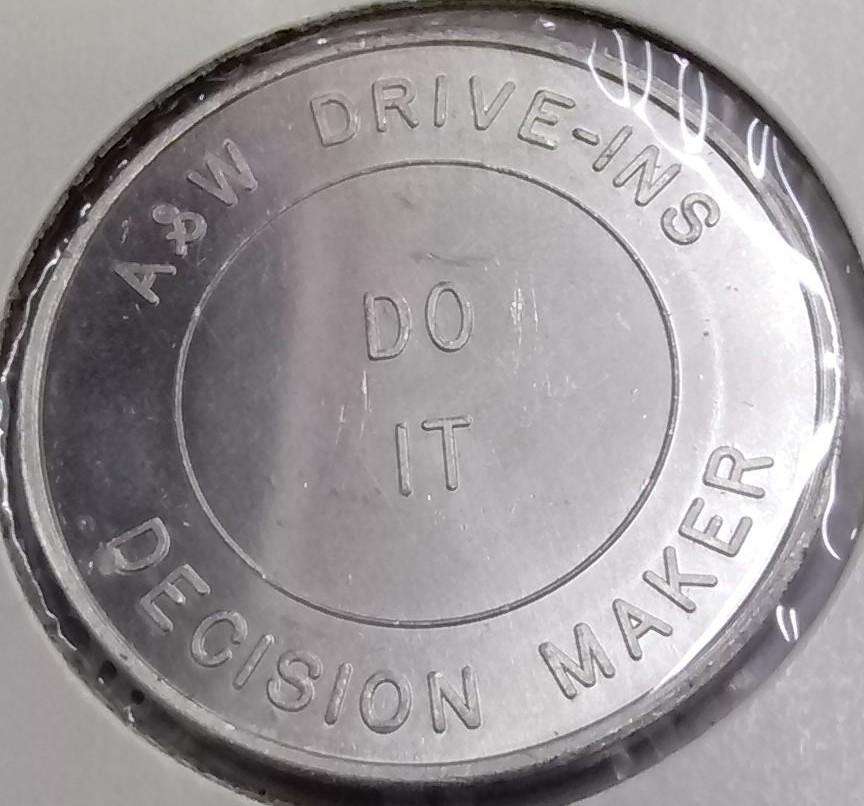 A&W DRIVE-INS
DO
IT
DECISION MAKER